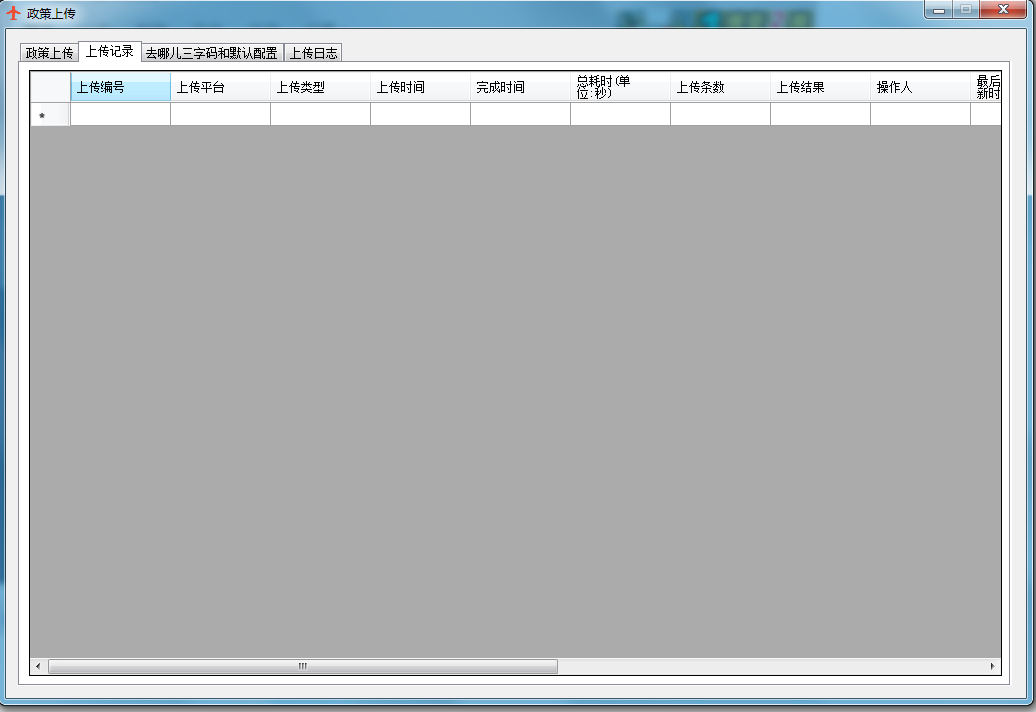 政策上传
政策上传 上传记录 去哪儿三字码和默认配置 上传日志
上传编号 上传平台 上传类型 上传时间 完成时间 总耗时(单位:秒) 上传条数 上传结果 操作人 最后新时